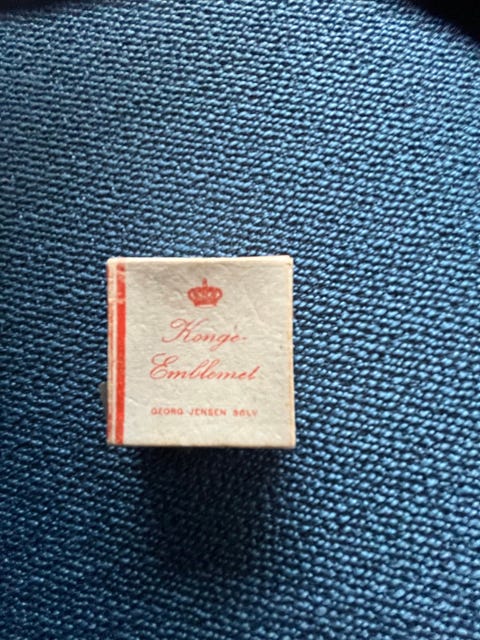 Konge-
Emblemet
GEORG JENSEN SØLV